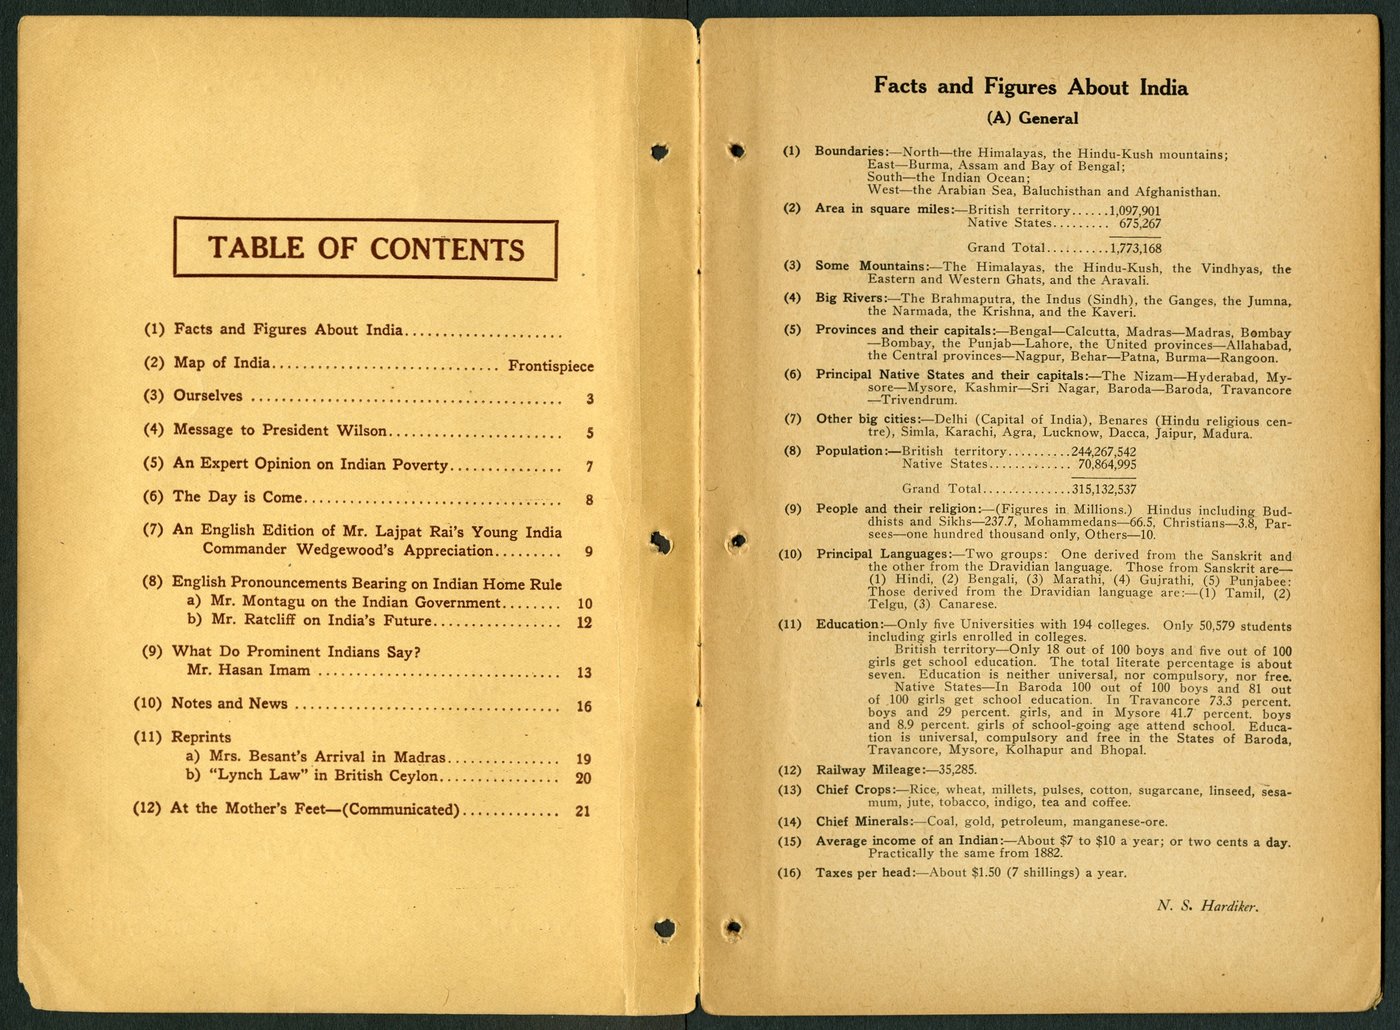 TABLE OF CONTENTS
(1) Facts and Figures About India.....................
(2) Map of India.............................. Frontispiece
(3) Ourselves ......................................... 3
(4) Message to President Wilson....................... 5
(5) An Expert Opinion on Indian Poverty............... 7
(6) The Day is Come.................................. 8
(7) An English Edition of Mr. Lajpat Rai's Young India
Commander Wedgewood's Appreciation......... 9
(8) English Pronouncements Bearing on Indian Home Rule
a) Mr. Montagu on the Indian Government........ 10
b) Mr. Ratcliff on India's Future................. 12
(9) What Do Prominent Indians Say?
Mr. Hasan Imam ................................ 13
(10) Notes and News ................................... 16
(11) Reprints
a) Mrs. Besant's Arrival in Madras............... 19
b) "Lynch Law" in British Ceylon................ 20
(12) At the Mother's Feet—(Communicated)............. 21
Facts and Figures About India
(A) General
(1) Boundaries:—North—the Himalayas, the Hindu-Kush mountains;
East—Burma, Assam and Bay of Bengal;
South—the Indian Ocean;
West—the Arabian Sea, Baluchisthan and Afghanisthan.
(2) Area in square miles:—British territory......1,097,901
Native States......... 675,267
Grand Total..........1,773,168
(3) Some Mountains:—The Himalayas, the Hindu-Kush, the Vindhyas, the
Eastern and Western Ghats, and the Aravali.
(4) Big Rivers:—The Brahmaputra, the Indus (Sindh), the Ganges, the Jumna,
the Narmada, the Krishna, and the Kaveri.
(5) Provinces and their capitals:—Bengal—Calcutta, Madras—Madras, Bombay
—Bombay, the Punjab—Lahore, the United provinces—Allahabad,
the Central provinces—Nagpur, Behar—Patna, Burma—Rangoon.
(6) Principal Native States and their capitals:—The Nizam—Hyderabad, My-
sore—Mysore, Kashmir—Sri Nagar, Baroda—Baroda, Travancore
—Trivendrum.
(7) Other big cities:—Delhi (Capital of India), Benares (Hindu religious cen-
tre), Simla, Karachi, Agra, Lucknow, Dacca, Jaipur, Madura.
(8) Population:—British territory..........244,267,542
Native States............. 70,864,995
Grand Total..............315,132,537
(9) People and their religion:—(Figures in Millions.) Hindus including Bud-
dhists and Sikhs—237.7, Mohammedans—66.5, Christians—3.8, Par-
sees—one hundred thousand only, Others—10.
(10) Principal Languages:—Two groups: One derived from the Sanskrit and
the other from the Dravidian language. Those from Sanskrit are—
(1) Hindi, (2) Bengali, (3) Marathi, (4) Gujrathi, (5) Punjabee:
Those derived from the Dravidian language are:—(1) Tamil, (2)
Telgu, (3) Canarese.
(11) Education:—Only five Universities with 194 colleges. Only 50,579 students
including girls enrolled in colleges.
British territory—Only 18 out of 100 boys and five out of 100
girls get school education. The total literate percentage is about
seven. Education is neither universal, nor compulsory, nor free.
Native States—In Baroda 100 out of 100 boys and 81 out
of 100 girls get school education. In Travancore 73.3 percent.
boys and 29 percent. girls, and in Mysore 41.7 percent. boys
and 8.9 percent. girls of school-going age attend school. Educa-
tion is universal, compulsory and free in the States of Baroda,
Travancore, Mysore, Kolhapur and Bhopal.
(12) Railway Mileage:—35,285.
(13) Chief Crops:—Rice, wheat, millets, pulses, cotton, sugarcane, linseed, sesa-
mum, jute, tobacco, indigo, tea and coffee.
(14) Chief Minerals:—Coal, gold, petroleum, manganese-ore.
(15) Average income of an Indian:—About $7 to $10 a year; or two cents a day.
Practically the same from 1882.
(16) Taxes per head:—About $1.50 (7 shillings) a year.
N. S. Hardiker.